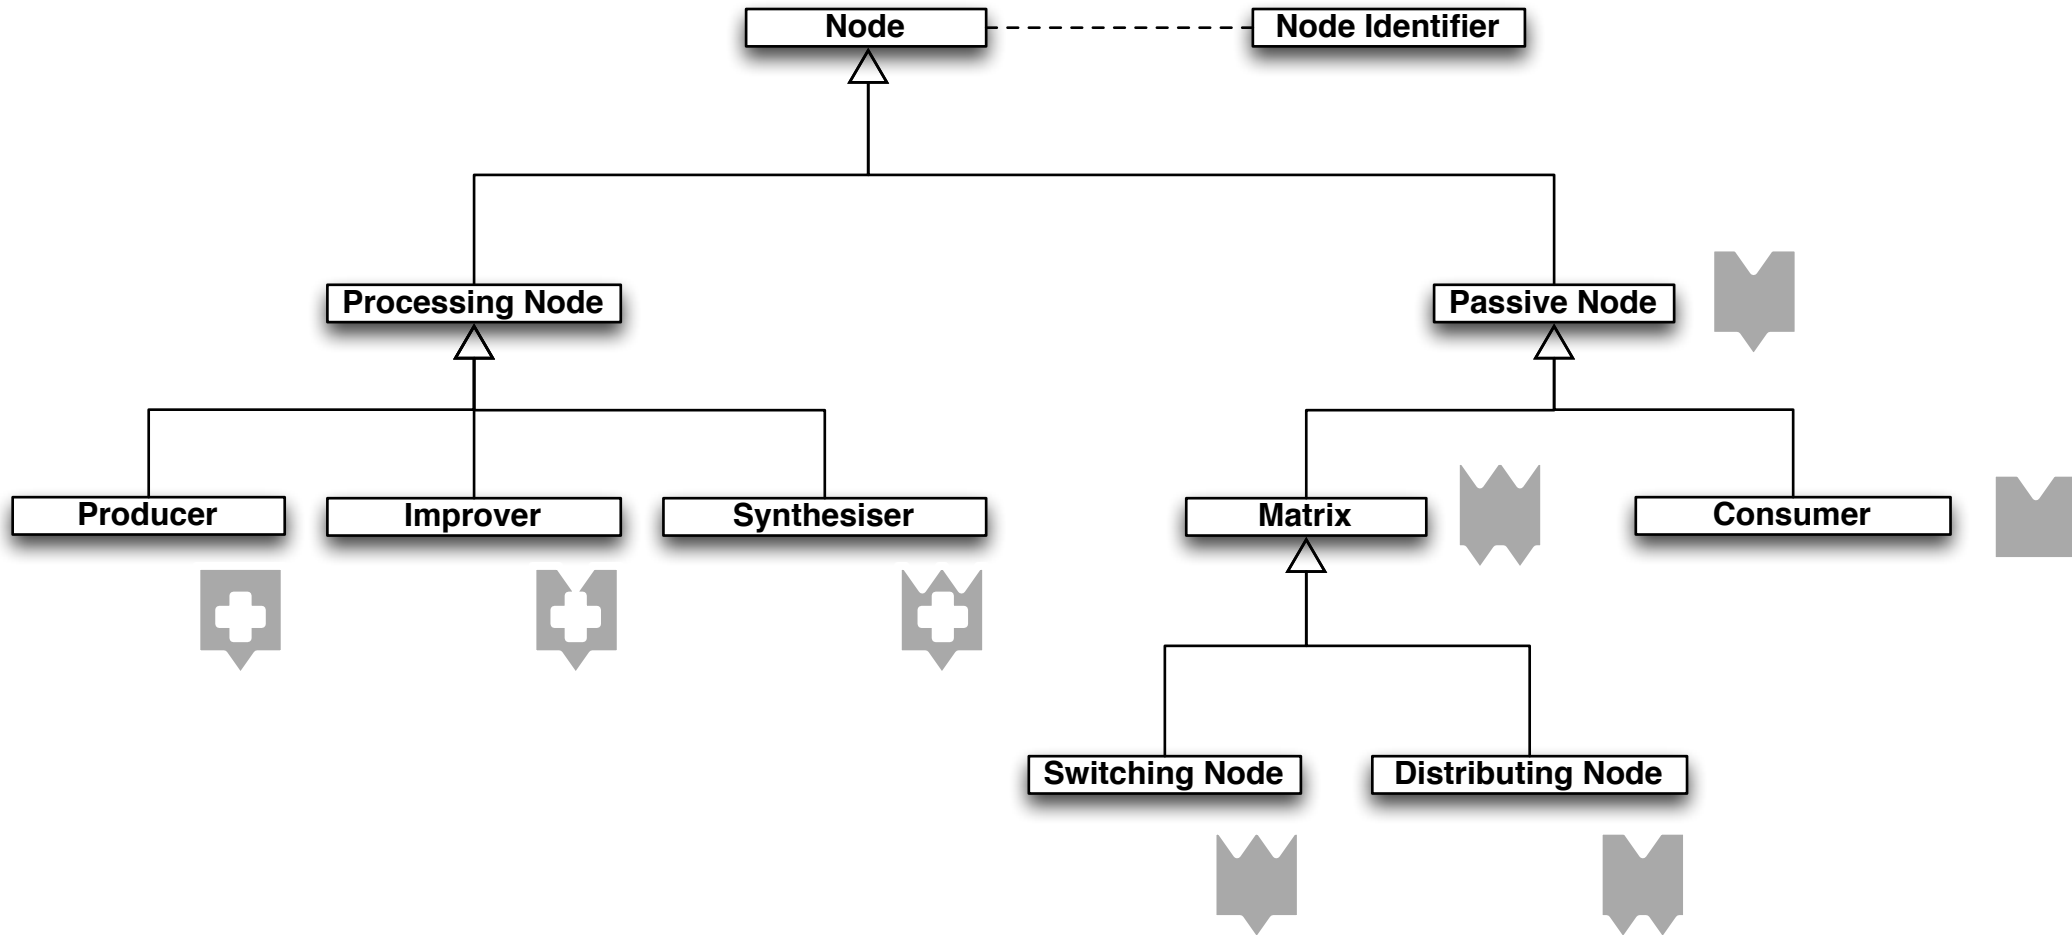 Node
Node Identifier
Processing Node
Passive Node
Producer
Improver
Synthesiser
Matrix
Consumer
Switching Node
Distributing Node